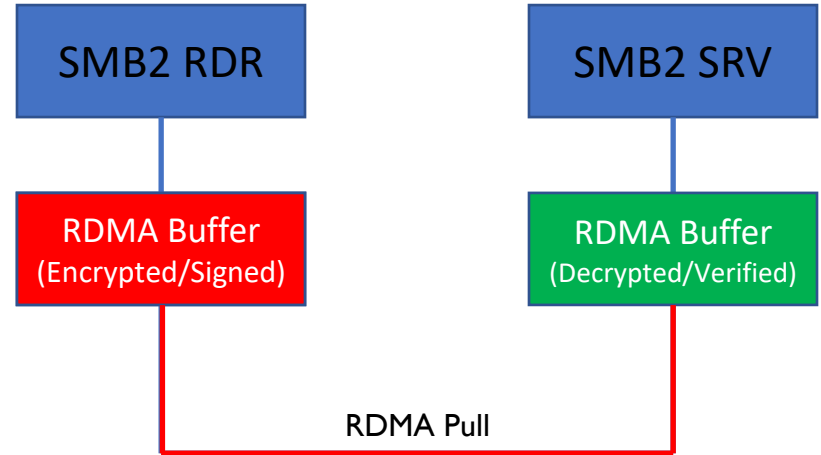 SMB2 RDR
SMB2 SRV
RDMA Buffer
(Encrypted/Signed)
RDMA Buffer
(Decrypted/Verified)
RDMA Pull